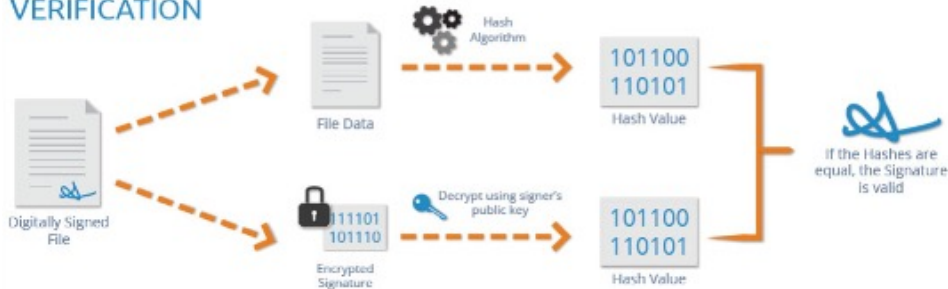 VERIFICATION
Hash
Algorithm
101100
110101
File Data
Hash Value
If the Hashes are
equal, the Signature
is valid
Digitally Signed
File
111101
101110
Decrypt using signer's
public key
101100
110101
Encrypted
Signature
Hash Value